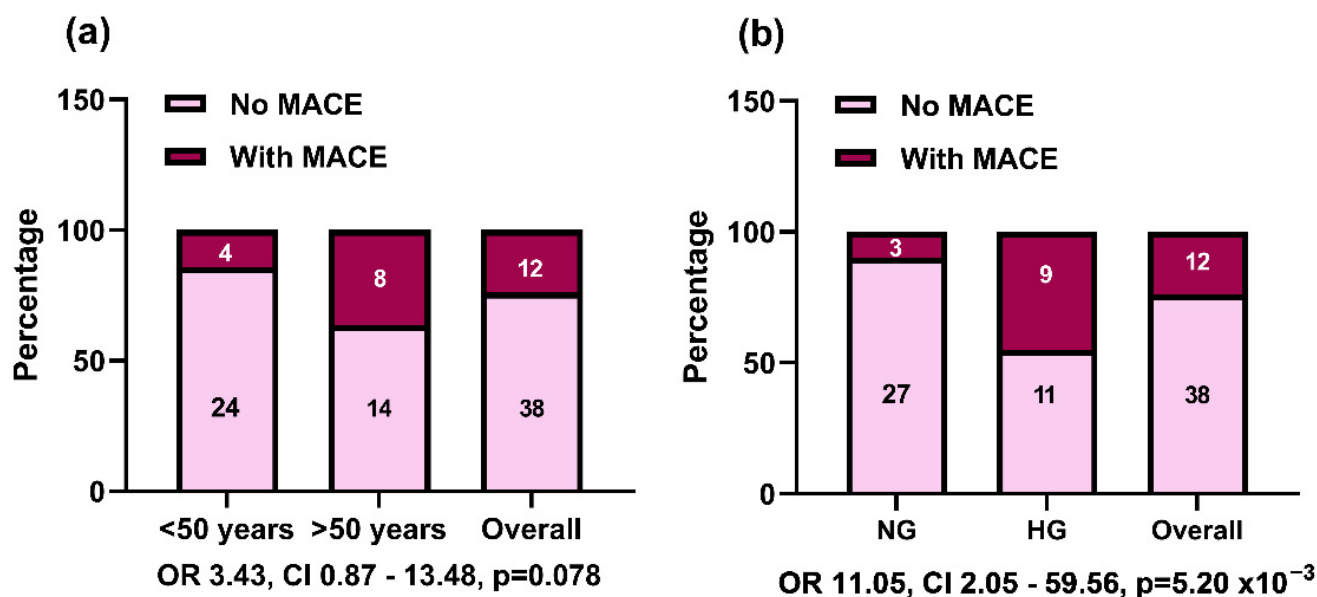 (a)
No MACE
With MACE
Percentage
150
100
50
0
4
8
12
24
14
38
<50 years >50 years Overall
OR 3.43, CI 0.87 - 13.48, p=0.078
(b)
No MACE
With MACE
Percentage
150
100
50
0
3
9
12
27
11
38
NG HG Overall
OR 11.05, CI 2.05 - 59.56, p=5.20 x10⁻³